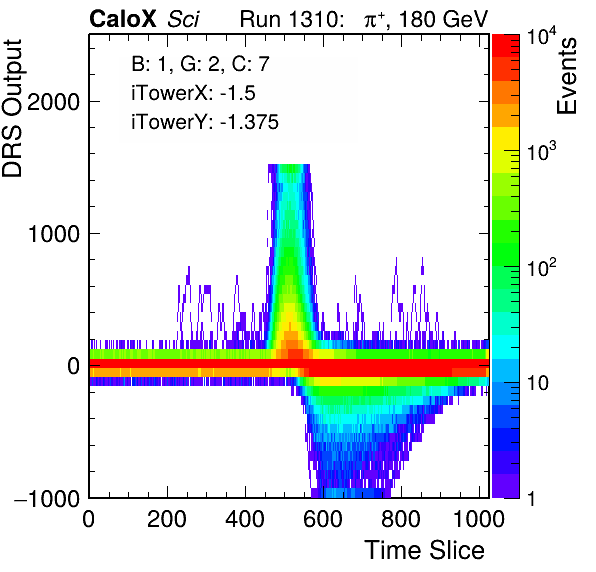 CaloX Sci Run 1310: π⁺, 180 GeV
B: 1, G: 2, C: 7
iTowerX: -1.5
iTowerY: -1.375
DRS Output
2000
1000
0
−1000
0 200 400 600 800 1000
Time Slice
Events
10⁴
10³
10²
10
1